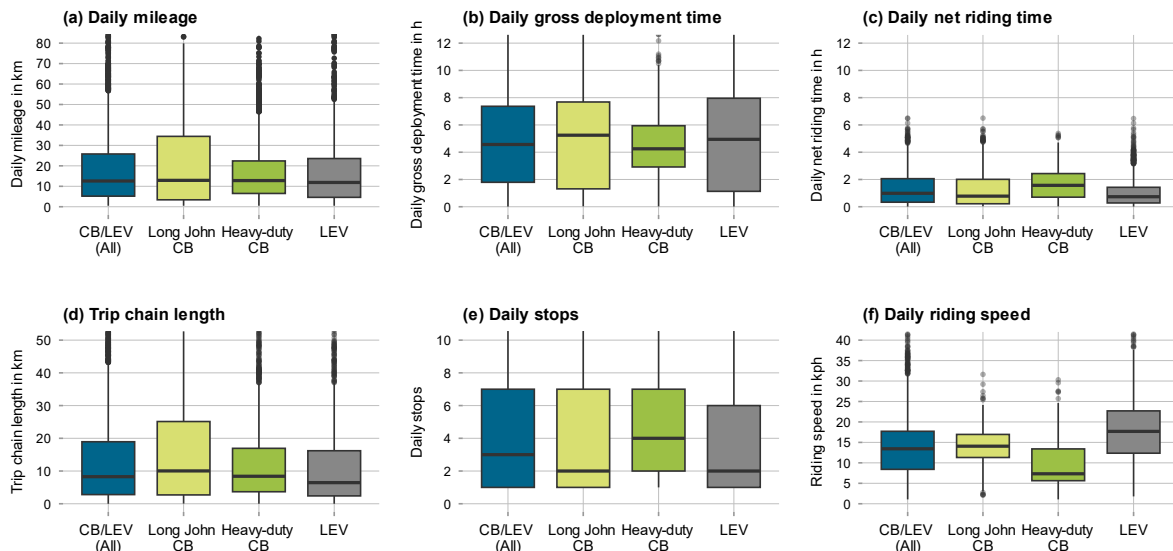 (a) Daily mileage
Daily mileage in km
80
70
60
50
40
30
20
10
0
CB/LEV Long John Heavy-duty LEV
(All) CB CB
(b) Daily gross deployment time
Daily gross deployment time in h
12
10
8
6
4
2
0
CB/LEV Long John Heavy-duty LEV
(All) CB CB
(c) Daily net riding time
Daily net riding time in h
12
10
8
6
4
2
0
CB/LEV Long John Heavy-duty LEV
(All) CB CB
(d) Trip chain length
Trip chain length in km
50
40
30
20
10
0
CB/LEV Long John Heavy-duty LEV
(All) CB CB
(e) Daily stops
Daily stops
10
8
6
4
2
0
CB/LEV Long John Heavy-duty LEV
(All) CB CB
(f) Daily riding speed
Riding speed in kph
40
35
30
25
20
15
10
5
0
CB/LEV Long John Heavy-duty LEV
(All) CB CB